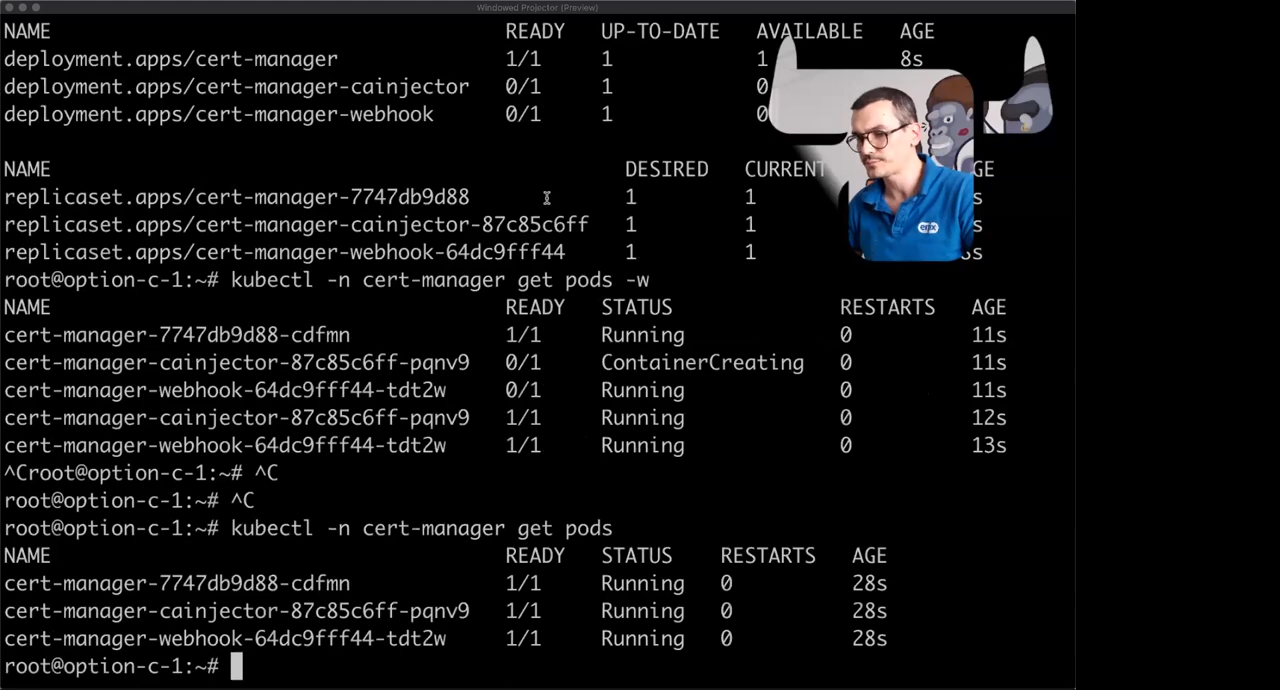 Windowed Projector (Preview)
NAME READY UP-TO-DATE AVAILABLE AGE
deployment.apps/cert-manager 1/1 1 1 8s
deployment.apps/cert-manager-cainjector 0/1 1 0
deployment.apps/cert-manager-webhook 0/1 1 0
NAME DESIRED CURRENT GE
replicaset.apps/cert-manager-7747db9d88 1 1 s
replicaset.apps/cert-manager-cainjector-87c85c6ff 1 1 s
replicaset.apps/cert-manager-webhook-64dc9fff44 1 1 s
enix
root@option-c-1:~# kubectl -n cert-manager get pods -w
NAME READY STATUS RESTARTS AGE
cert-manager-7747db9d88-cdfmn 1/1 Running 0 11s
cert-manager-cainjector-87c85c6ff-pqnv9 0/1 ContainerCreating 0 11s
cert-manager-webhook-64dc9fff44-tdt2w 0/1 Running 0 11s
cert-manager-cainjector-87c85c6ff-pqnv9 1/1 Running 0 12s
cert-manager-webhook-64dc9fff44-tdt2w 1/1 Running 0 13s
^Croot@option-c-1:~# ^C
root@option-c-1:~# ^C
root@option-c-1:~# kubectl -n cert-manager get pods
NAME READY STATUS RESTARTS AGE
cert-manager-7747db9d88-cdfmn 1/1 Running 0 28s
cert-manager-cainjector-87c85c6ff-pqnv9 1/1 Running 0 28s
cert-manager-webhook-64dc9fff44-tdt2w 1/1 Running 0 28s
root@option-c-1:~#